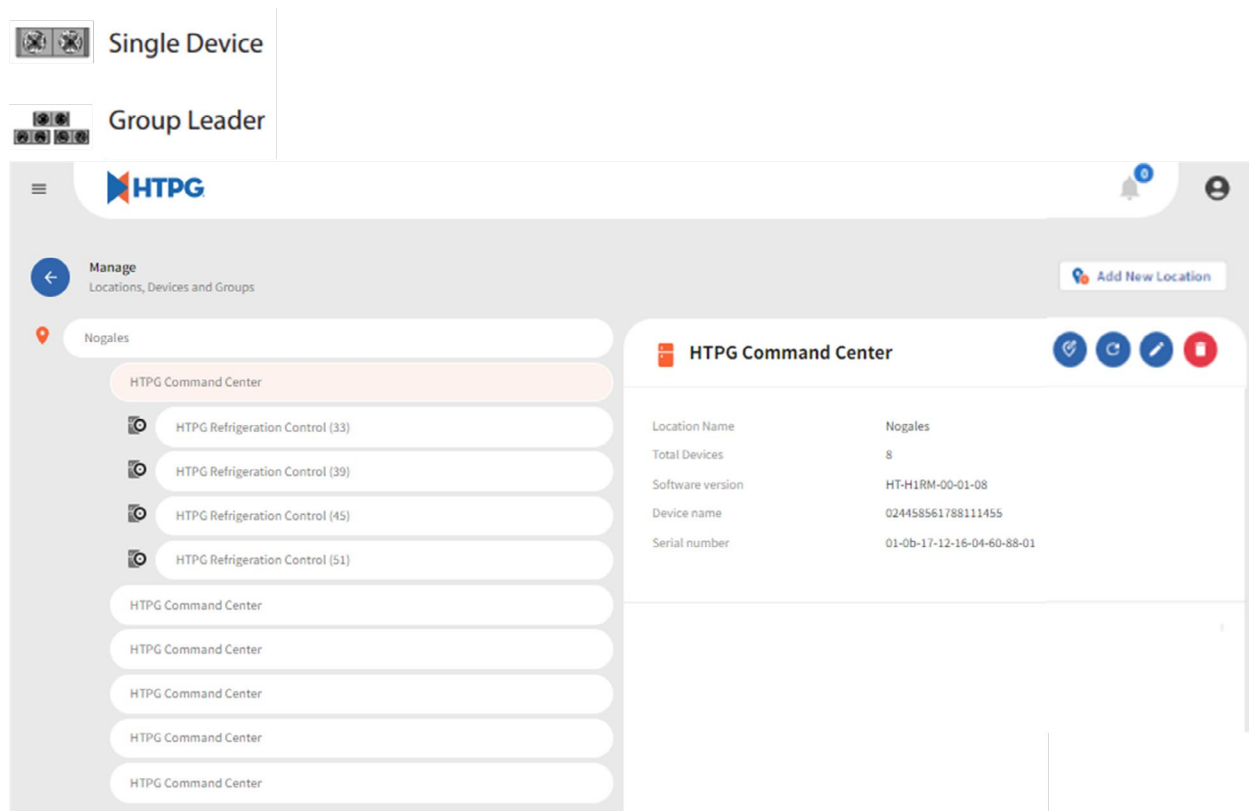 Single Device
Group Leader
HTPG
0
Manage
Locations, Devices and Groups
Add New Location
Nogales
HTPG Command Center
HTPG Refrigeration Control (33)
HTPG Refrigeration Control (39)
HTPG Refrigeration Control (45)
HTPG Refrigeration Control (51)
HTPG Command Center
HTPG Command Center
HTPG Command Center
HTPG Command Center
HTPG Command Center
HTPG Command Center
Location Name Nogales
Total Devices 8
Software version HT-H1RM-00-01-08
Device name 024458561788111455
Serial number 01-0b-17-12-16-04-60-88-01